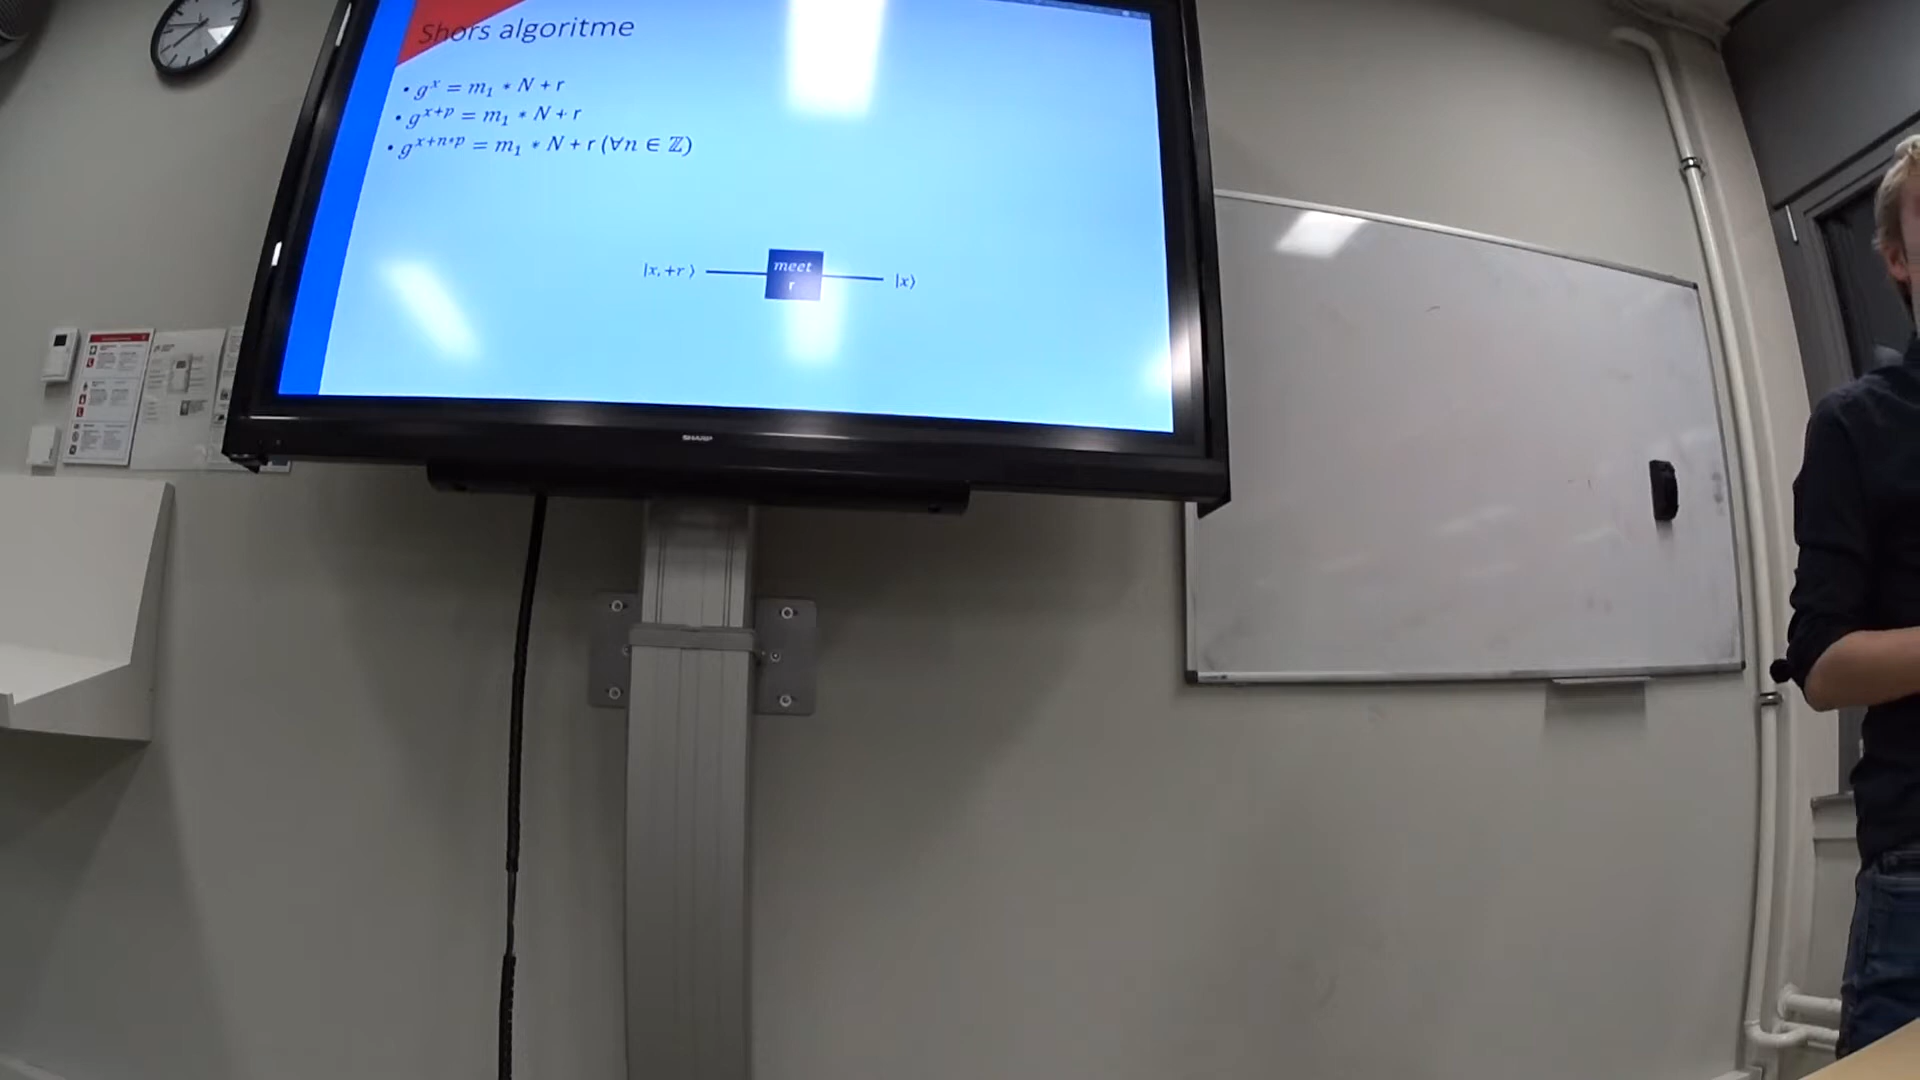 Shors algoritme
• g^x = m₁ * N + r
• g^{x+p} = m₁ * N + r
• g^{x+n*p} = m₁ * N + r (∀n ∈ ℤ)
|x, +r⟩ meet r |x⟩
SHARP